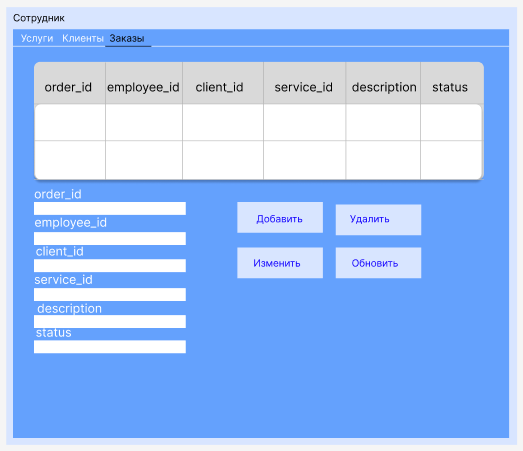 Сотрудник
Услуги Клиенты Заказы
order_id employee_id client_id service_id description status
order_id
employee_id
client_id
service_id
description
status
Добавить Удалить
Изменить Обновить